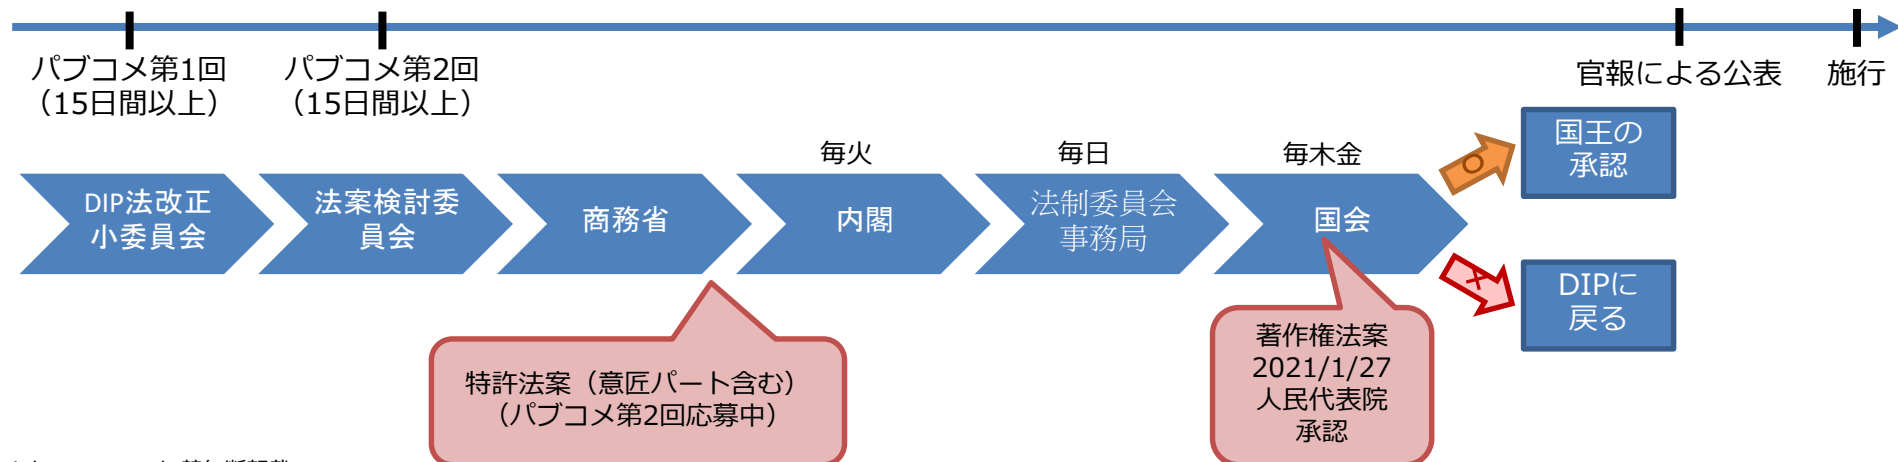 パブコメ第1回
（15日間以上）
パブコメ第2回
（15日間以上）
官報による公表
施行
毎火
毎日
毎木金
DIP法改正
小委員会
法案検討委
員会
商務省
内閣
法制委員会
事務局
国会
○
国王の
承認
×
DIPに
戻る
特許法案（意匠パート含む）
（パブコメ第2回応募中）
著作権法案
2021/1/27
人民代表院
承認